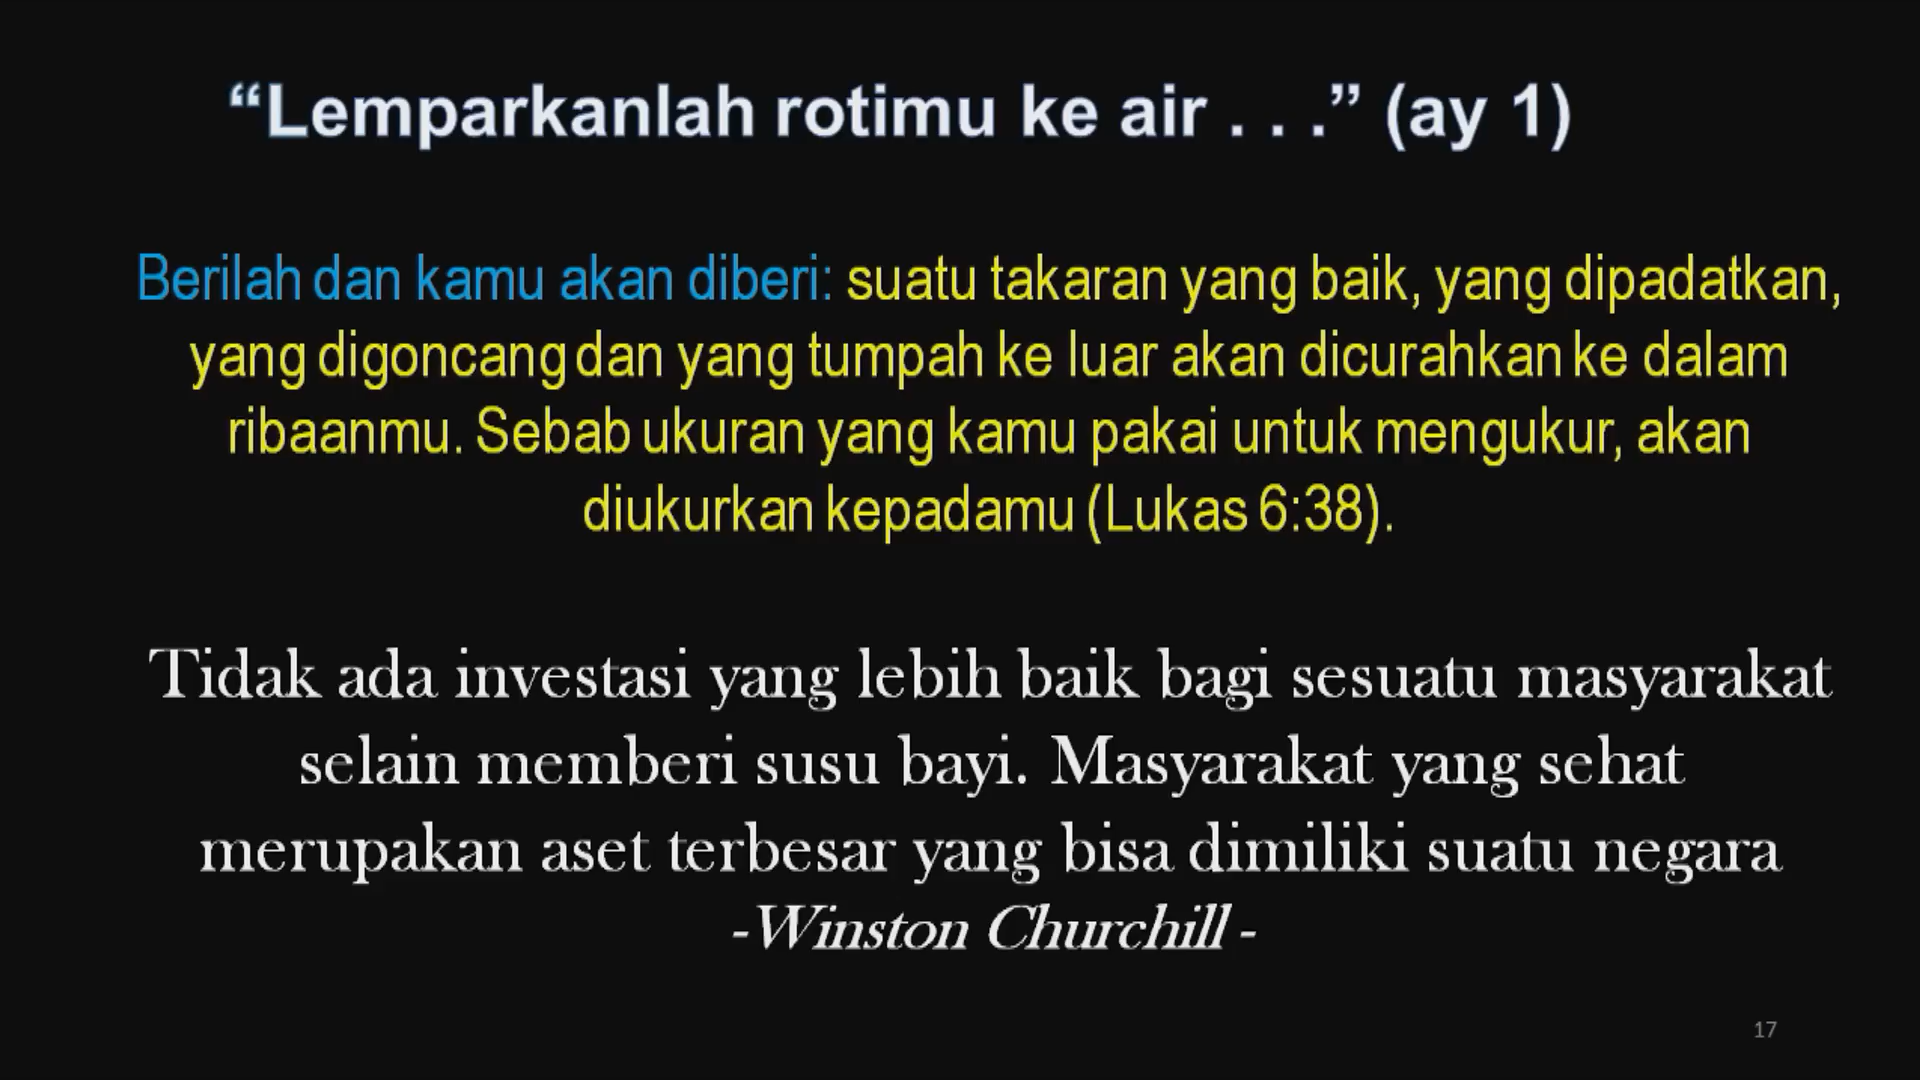 “Lemparkanlah rotimu ke air . . .” (ay 1)
Berilah dan kamu akan diberi: suatu takaran yang baik, yang dipadatkan,
yang digoncang dan yang tumpah ke luar akan dicurahkan ke dalam
ribaanmu. Sebab ukuran yang kamu pakai untuk mengukur, akan
diukurkan kepadamu (Lukas 6:38).
Tidak ada investasi yang lebih baik bagi sesuatu masyarakat
selain memberi susu bayi. Masyarakat yang sehat
merupakan aset terbesar yang bisa dimiliki suatu negara
-Winston Churchill -
17